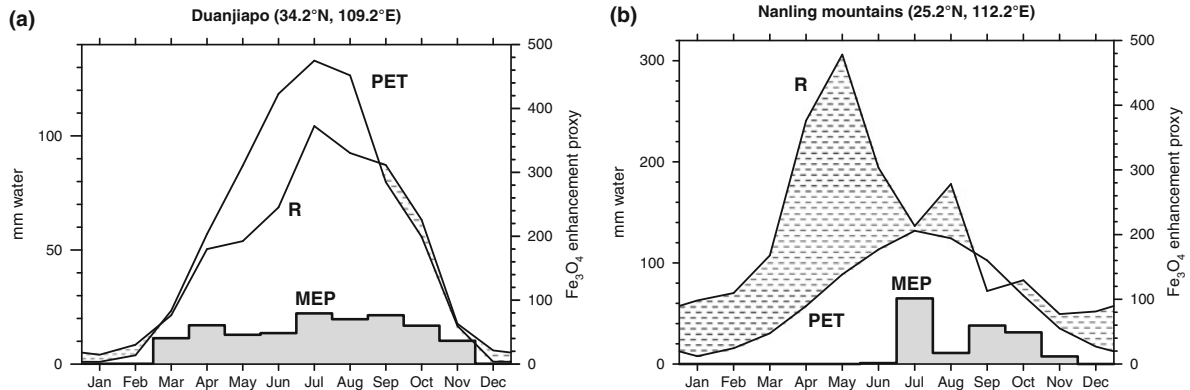 (a)
Duanjiapo (34.2°N, 109.2°E)
500
400
300
200
100
0
Fe₃O₄ enhancement proxy
100
50
0
mm water
PET
R
MEP
Jan Feb Mar Apr May Jun Jul Aug Sep Oct Nov Dec
(b)
Nanling mountains (25.2°N, 112.2°E)
300
200
100
0
mm water
500
400
300
200
100
0
Fe₃O₄ enhancement proxy
R
MEP
PET
Jan Feb Mar Apr May Jun Jul Aug Sep Oct Nov Dec